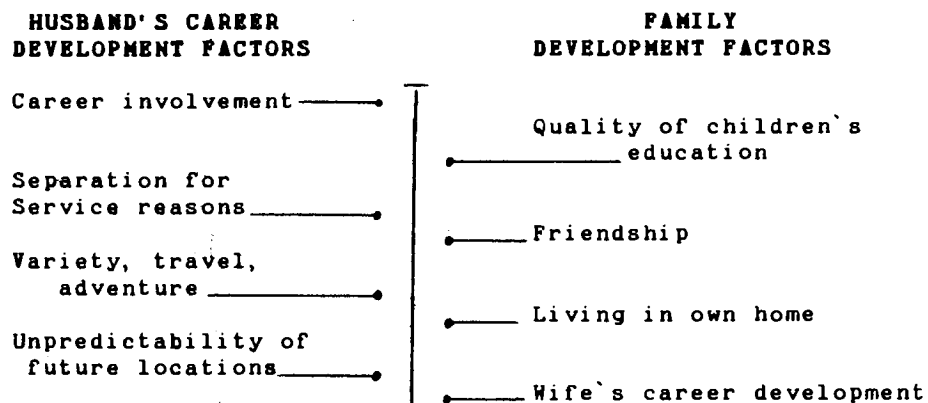 HUSBAND'S CAREER
DEVELOPMENT FACTORS
Career involvement
Separation for
Service reasons
Variety, travel,
adventure
Unpredictability of
future locations
FAMILY
DEVELOPMENT FACTORS
Quality of children`s
education
Friendship
Living in own home
Wife`s career development